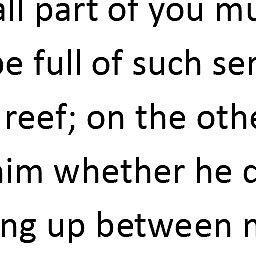 all part of you mu
be full of such ser
reef; on the othe
him whether he c
ng up between